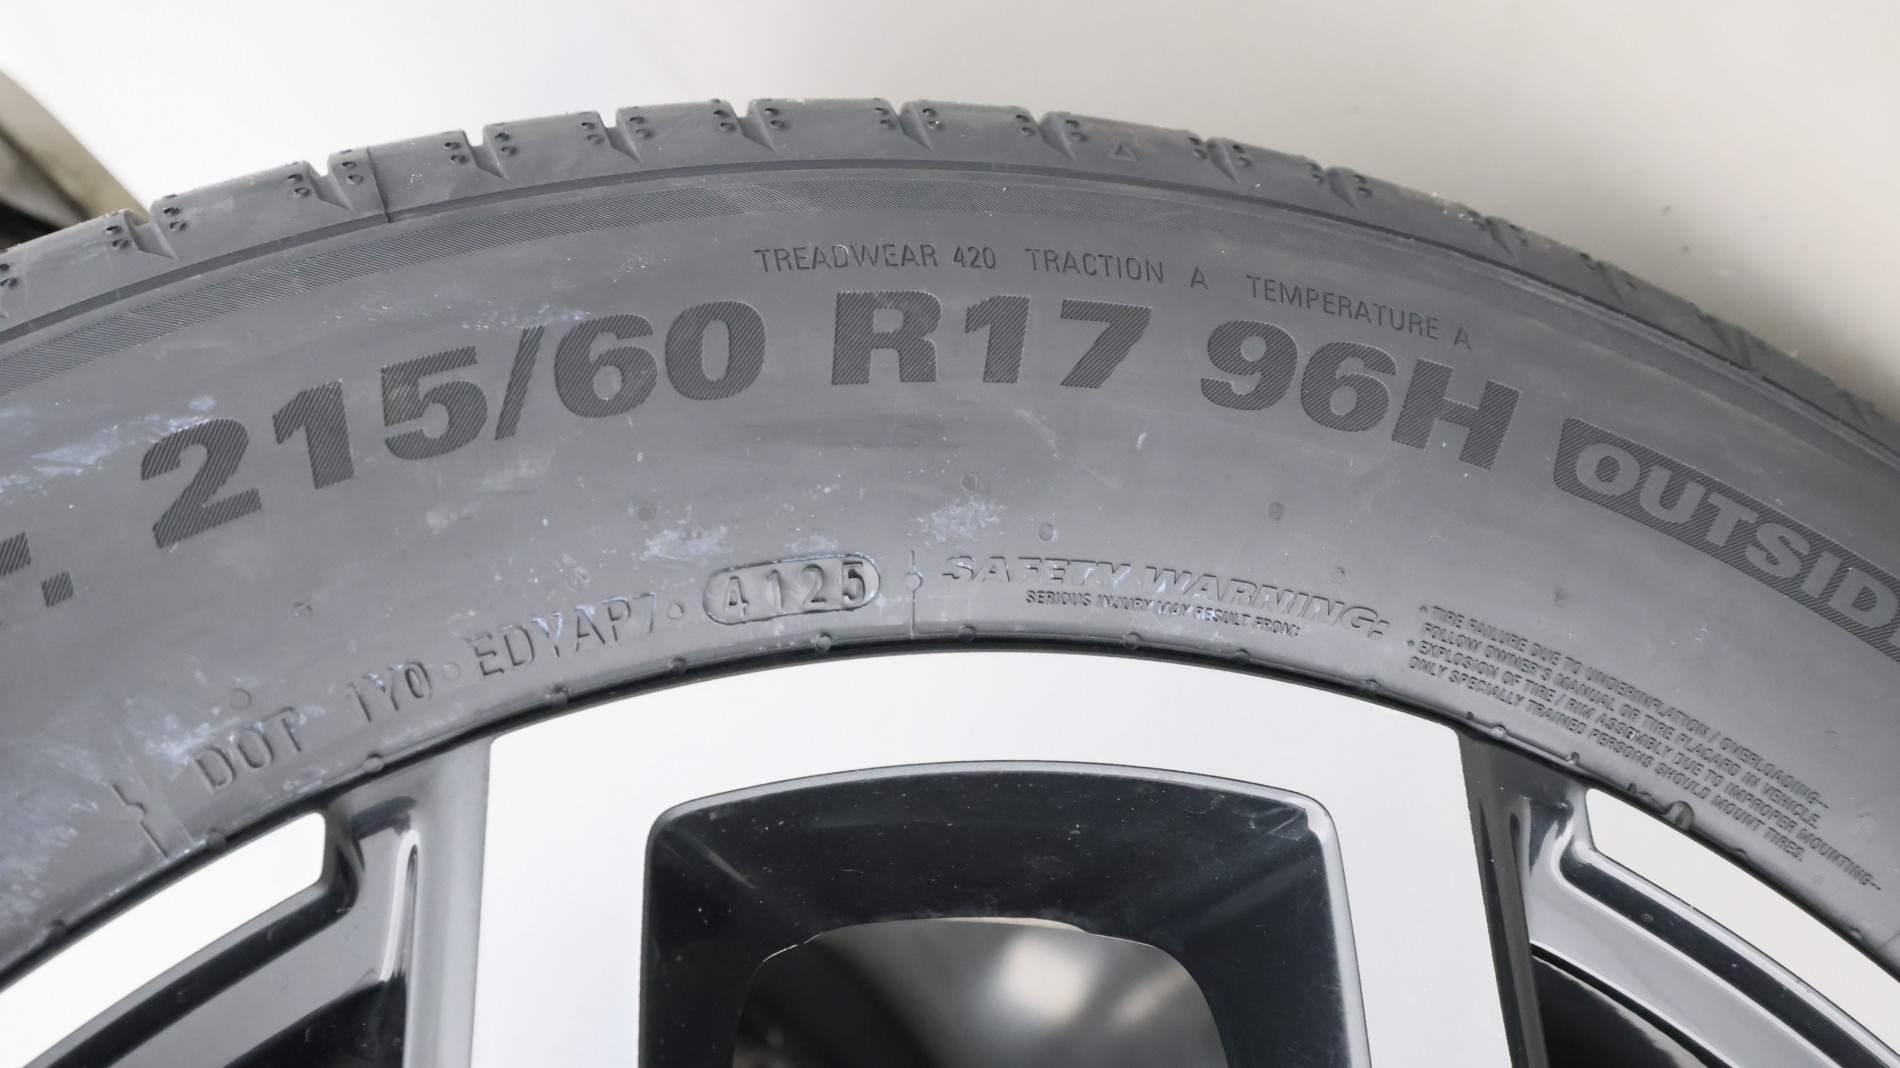 TREADWEAR 420 TRACTION A TEMPERATURE A
215/60 R17 96H OUTSID
DOT 1Y0 EDYAP7 4125
SAFETY WARNING:
SERIOUS INJURY MAY RESULT FROM:
• TIRE FAILURE DUE TO UNDERINFLATION / OVERLOADING--
FOLLOW OWNER'S MANUAL OR TIRE PLACARD IN VEHICLE.
• EXPLOSION OF TIRE / RIM ASSEMBLY DUE TO IMPROPER MOUNTING--
ONLY SPECIALLY TRAINED PERSONS SHOULD MOUNT TIRES.